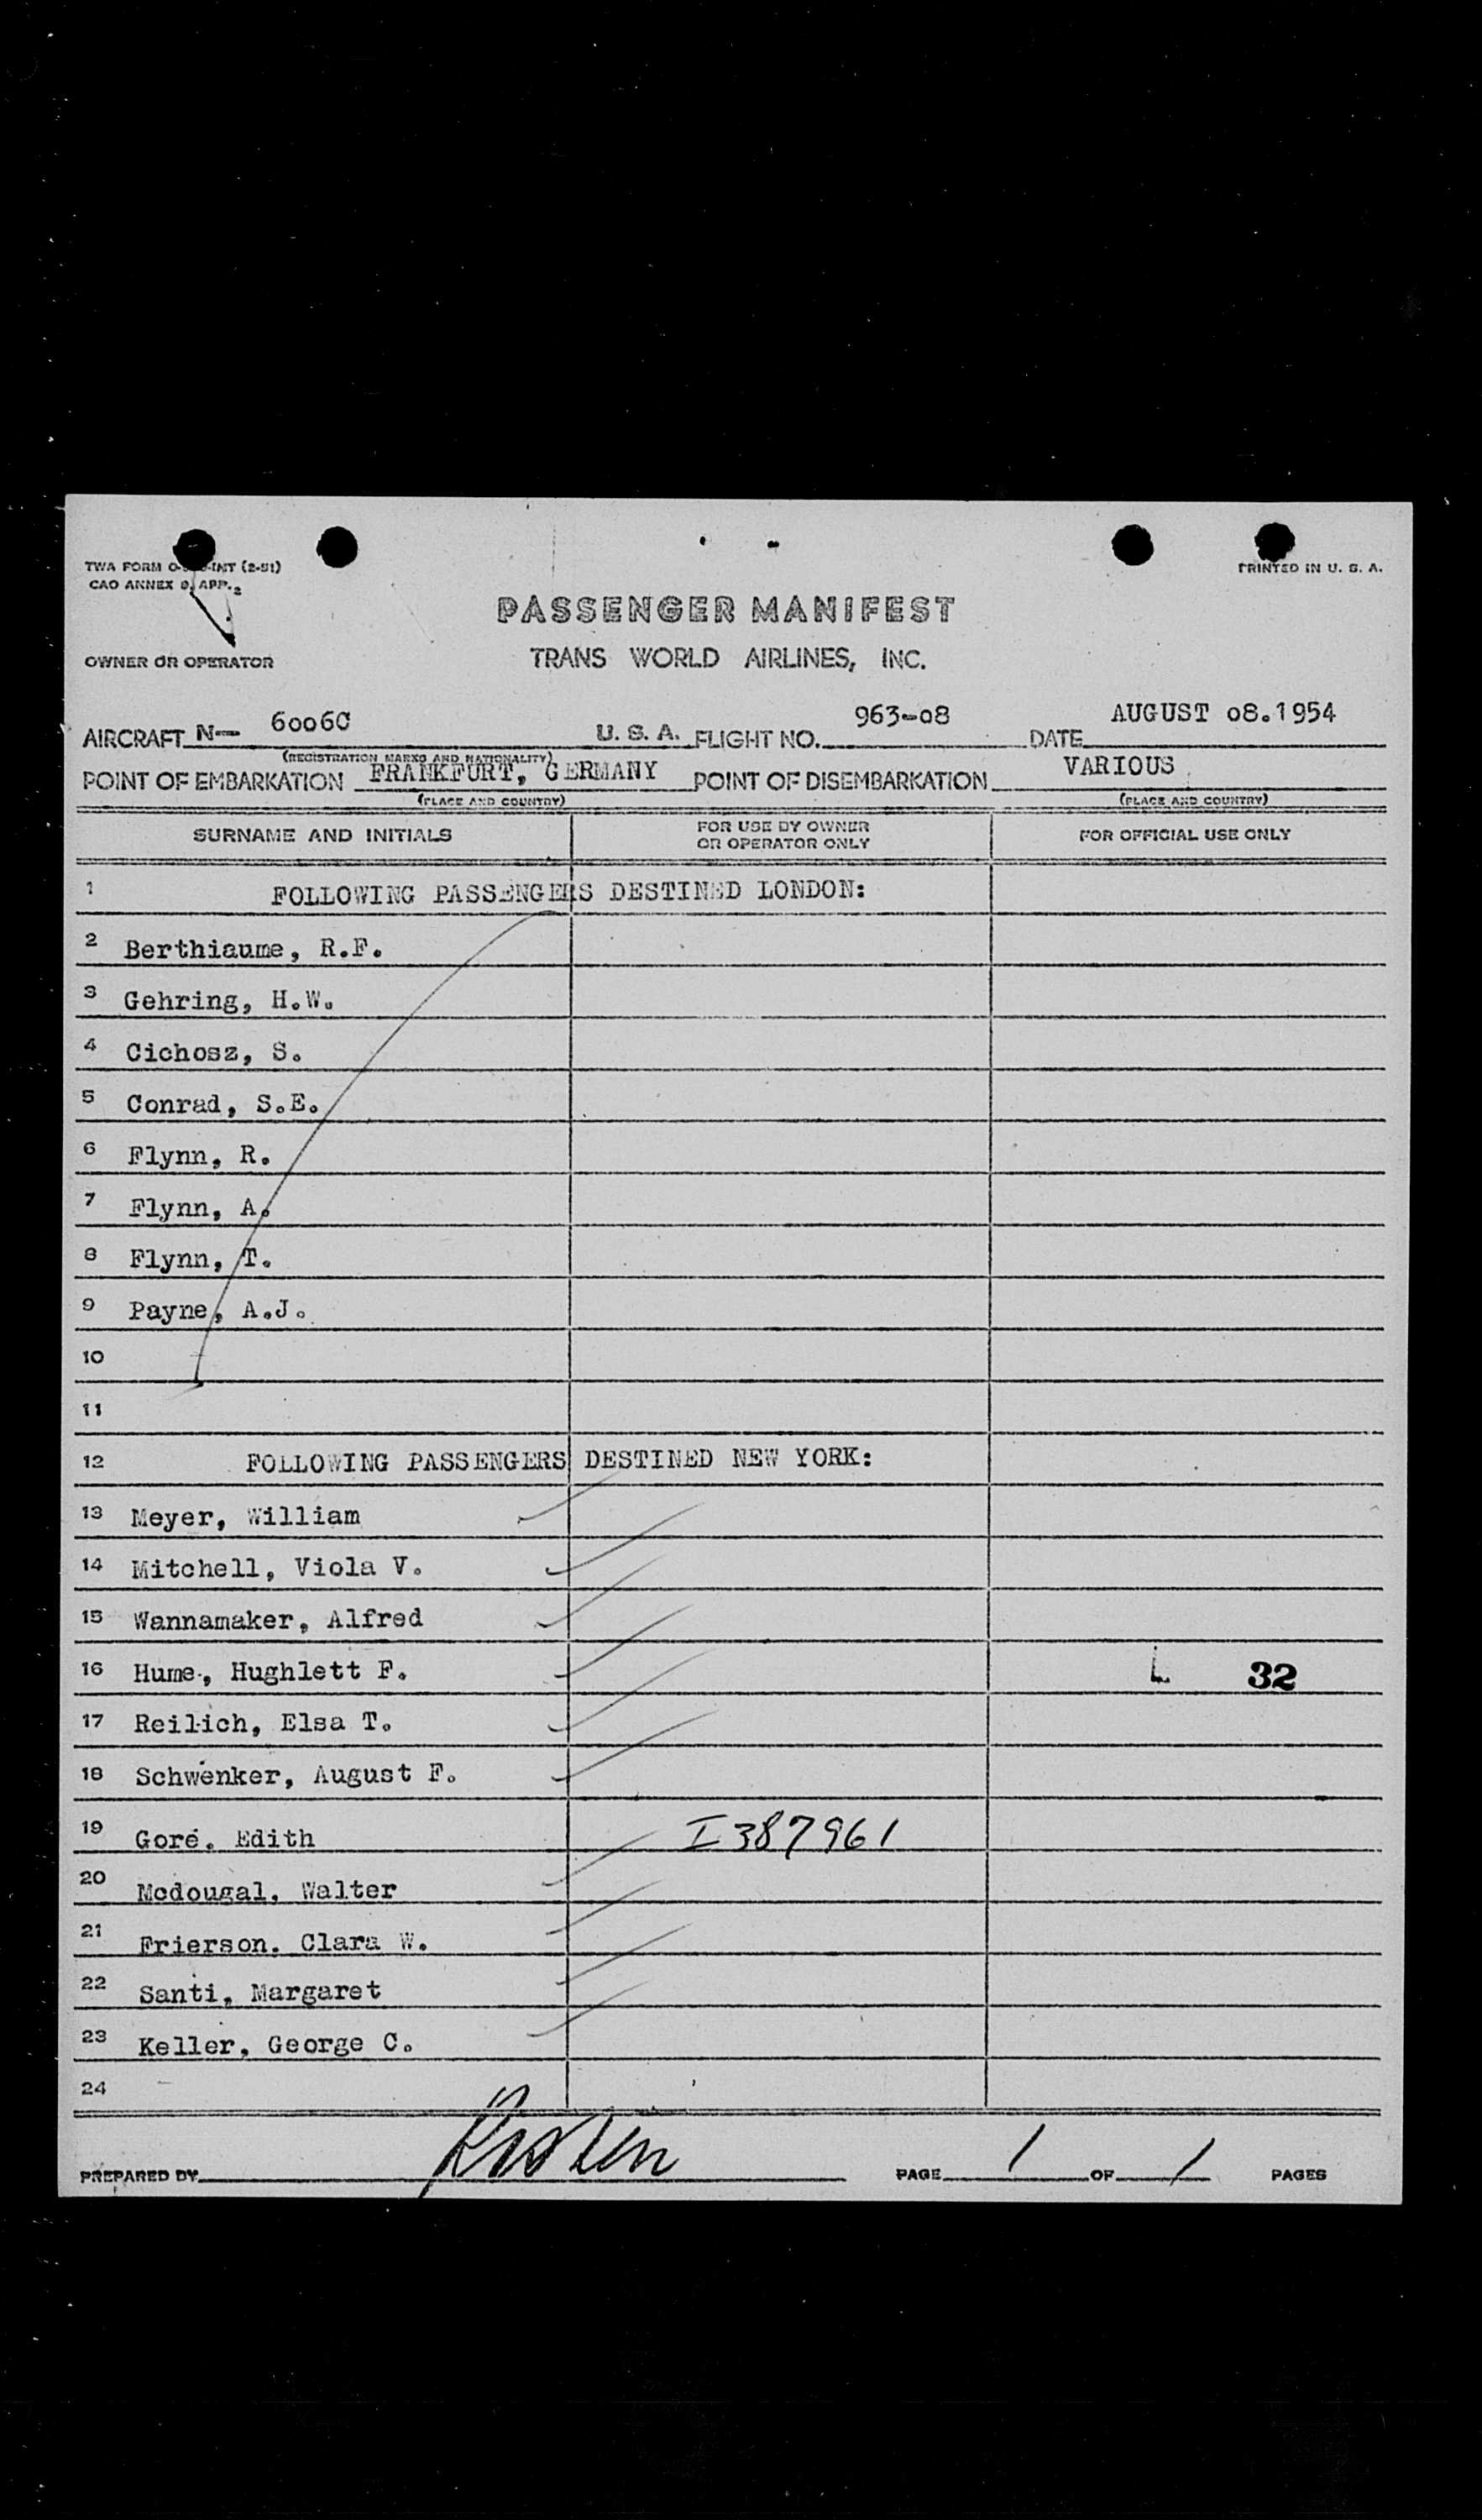 TWA FORM O- -INT (2-51)
CAO ANNEX 9, APP. 2
PRINTED IN U. S. A.
PASSENGER MANIFEST
OWNER OR OPERATOR
TRANS WORLD AIRLINES, INC.
AIRCRAFT N— 6006C U. S. A. FLIGHT NO. 963-08 DATE AUGUST 08.1954
(REGISTRATION MARKS AND NATIONALITY)
POINT OF EMBARKATION FRANKFURT, GERMANY POINT OF DISEMBARKATION VARIOUS
(PLACE AND COUNTRY) (PLACE AND COUNTRY)
SURNAME AND INITIALS FOR USE BY OWNER OR OPERATOR ONLY FOR OFFICIAL USE ONLY
1 FOLLOWING PASSENGERS DESTINED LONDON:
2 Berthiaume, R.F.
3 Gehring, H.W.
4 Cichosz, S.
5 Conrad, S.E.
6 Flynn, R.
7 Flynn, A.
8 Flynn, T.
9 Payne, A.J.
10
11
12 FOLLOWING PASSENGERS DESTINED NEW YORK:
13 Meyer, William
14 Mitchell, Viola V.
15 Wannamaker, Alfred
16 Hume, Hughlett F. L 32
17 Reilich, Elsa T.
18 Schwenker, August F.
19 Gore. Edith I387961
20 Mcdougal. Walter
21 Frierson. Clara W.
22 Santi, Margaret
23 Keller, George C.
24
PREPARED BY PAGE 1 OF 1 PAGES